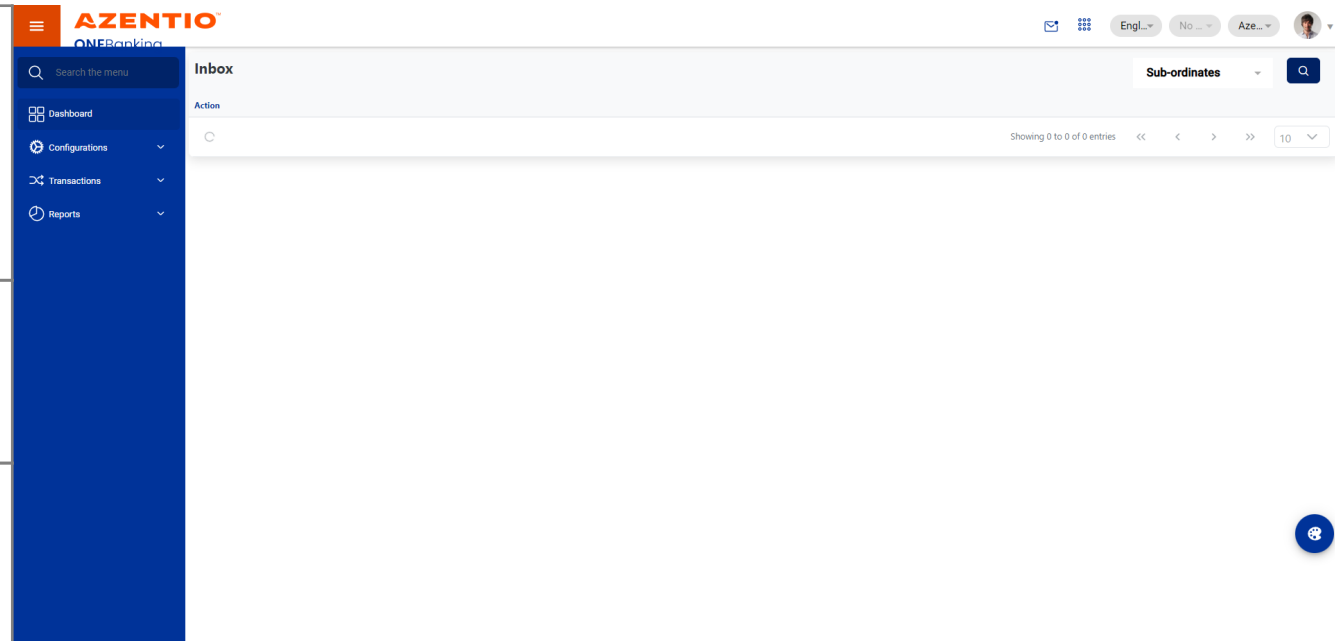 AZENTIO™
ONEBanking
Engl...
No ...
Aze...
Search the menu
Dashboard
Configurations
Transactions
Reports
Inbox
Sub-ordinates
Action
Showing 0 to 0 of 0 entries
10